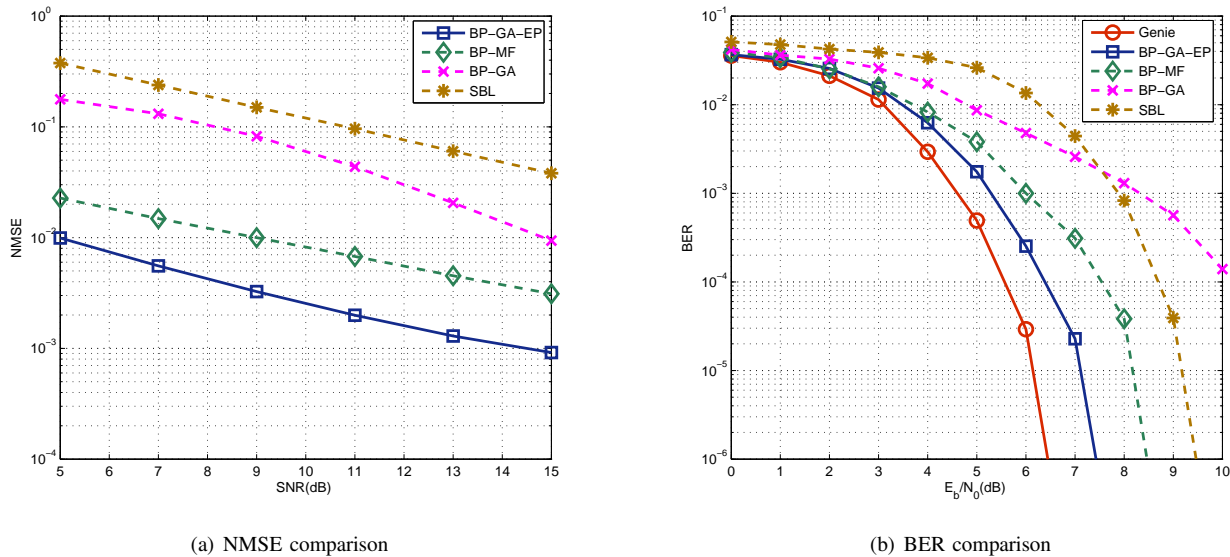 10^0
10^−1
10^−2
10^−3
10^−4
NMSE
5 6 7 8 9 10 11 12 13 14 15
SNR(dB)
BP−GA−EP
BP−MF
BP−GA
SBL
(a) NMSE comparison
10^−1
10^−2
10^−3
10^−4
10^−5
10^−6
BER
0 1 2 3 4 5 6 7 8 9 10
E_b/N_0(dB)
Genie
BP−GA−EP
BP−MF
BP−GA
SBL
(b) BER comparison